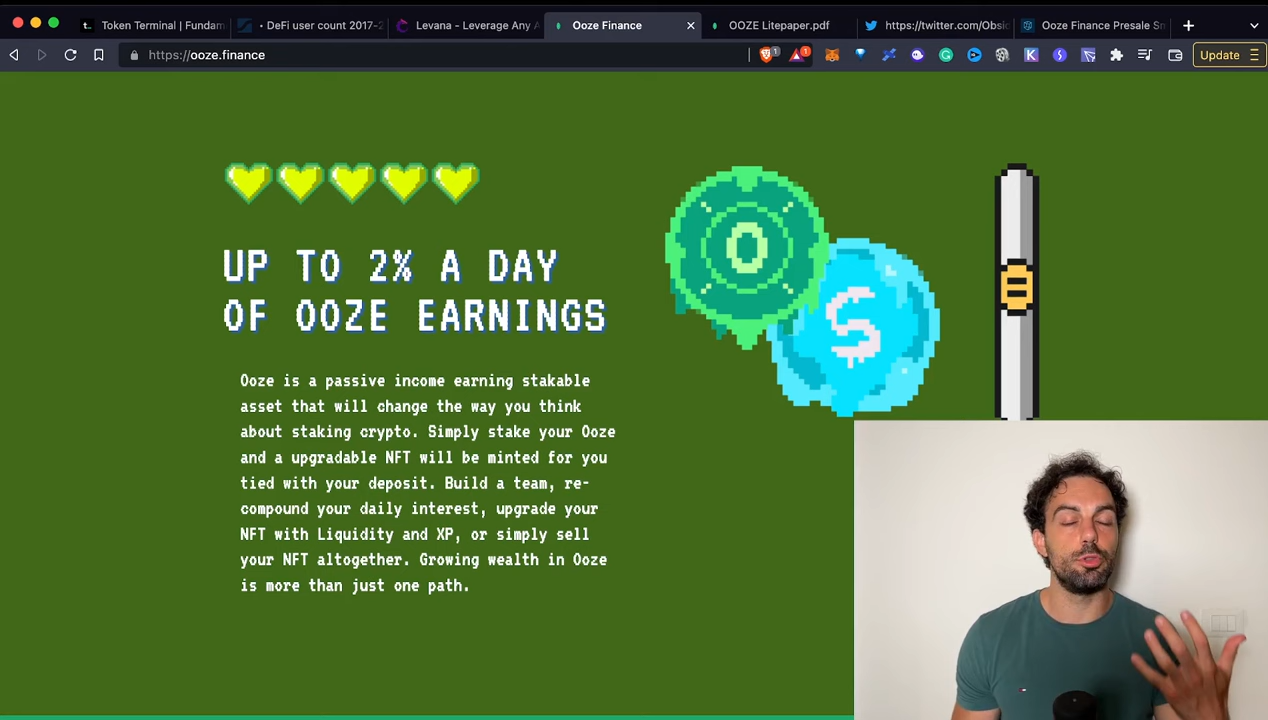 Token Terminal | Fundam
• DeFi user count 2017-2
Levana - Leverage Any A
Ooze Finance
OOZE Litepaper.pdf
https://twitter.com/Obsid
Ooze Finance Presale Sn
https://ooze.finance
1
1
Update
UP TO 2% A DAY
OF OOZE EARNINGS
Ooze is a passive income earning stakable
asset that will change the way you think
about staking crypto. Simply stake your Ooze
and a upgradable NFT will be minted for you
tied with your deposit. Build a team, re-
compound your daily interest, upgrade your
NFT with Liquidity and XP, or simply sell
your NFT altogether. Growing wealth in Ooze
is more than just one path.
O
S